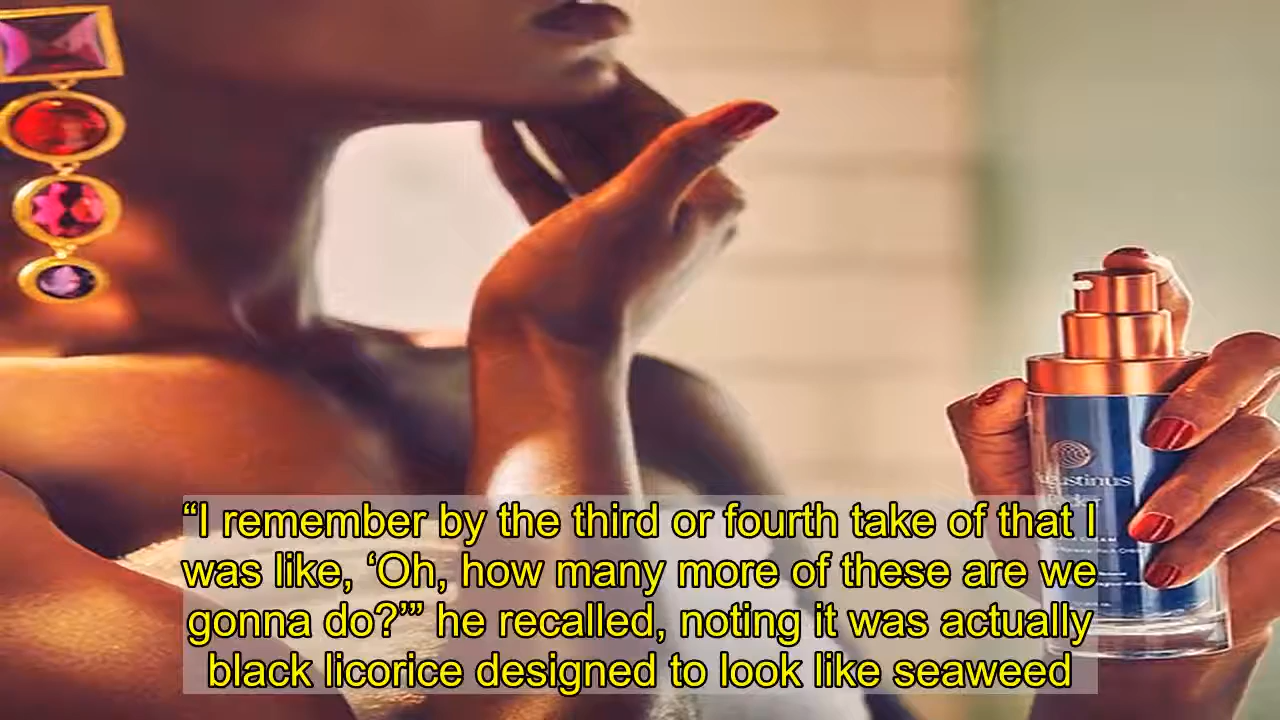 Augustinus
“I remember by the third or fourth take of that I
was like, ‘Oh, how many more of these are we
gonna do?’” he recalled, noting it was actually
black licorice designed to look like seaweed